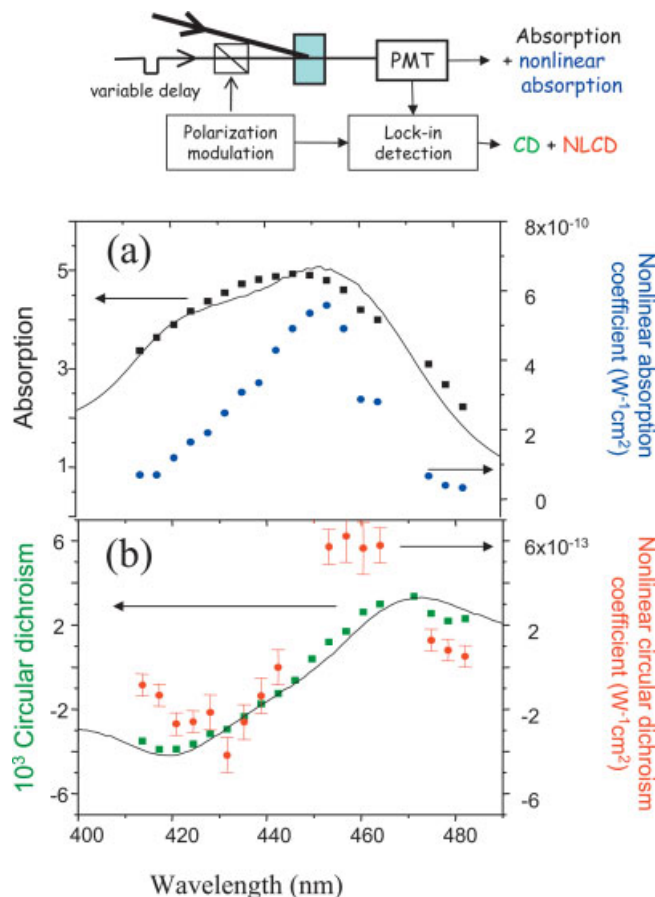 Absorption
+ nonlinear
absorption
PMT
variable delay
Polarization
modulation
Lock-in
detection
CD + NLCD
(a)
Absorption
5
3
1
8x10-10
6
4
2
0
Nonlinear absorption
coefficient (W-1cm2)
(b)
10³ Circular dichroism
6
2
-2
-6
6x10-13
2
-2
-6
Nonlinear circular dichroism
coefficient (W-1cm2)
400 420 440 460 480
Wavelength (nm)